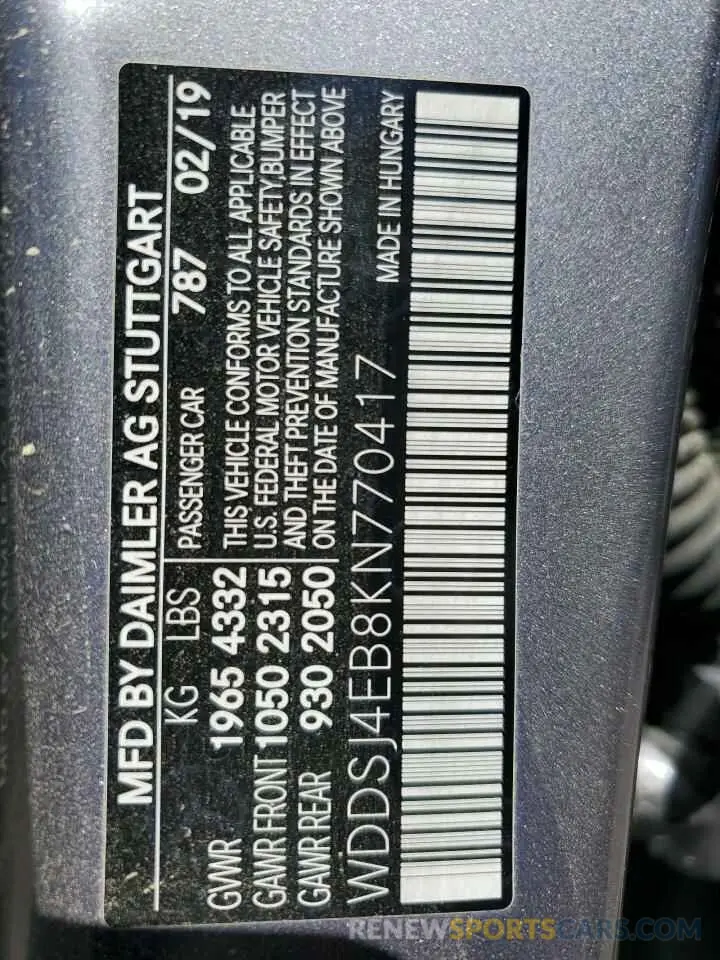 MFD BY DAIMLER AG STUTTGART
KG LBS PASSENGER CAR 787 02/19
GVWR 1965 4332 THIS VEHICLE CONFORMS TO ALL APPLICABLE
GAWR FRONT 1050 2315 U.S. FEDERAL MOTOR VEHICLE SAFETY,BUMPER
AND THEFT PREVENTION STANDARDS IN EFFECT
GAWR REAR 930 2050 ON THE DATE OF MANUFACTURE SHOWN ABOVE
WDDSJ4EB8KN770417 MADE IN HUNGARY
RENEWSPORTSCARS.COM